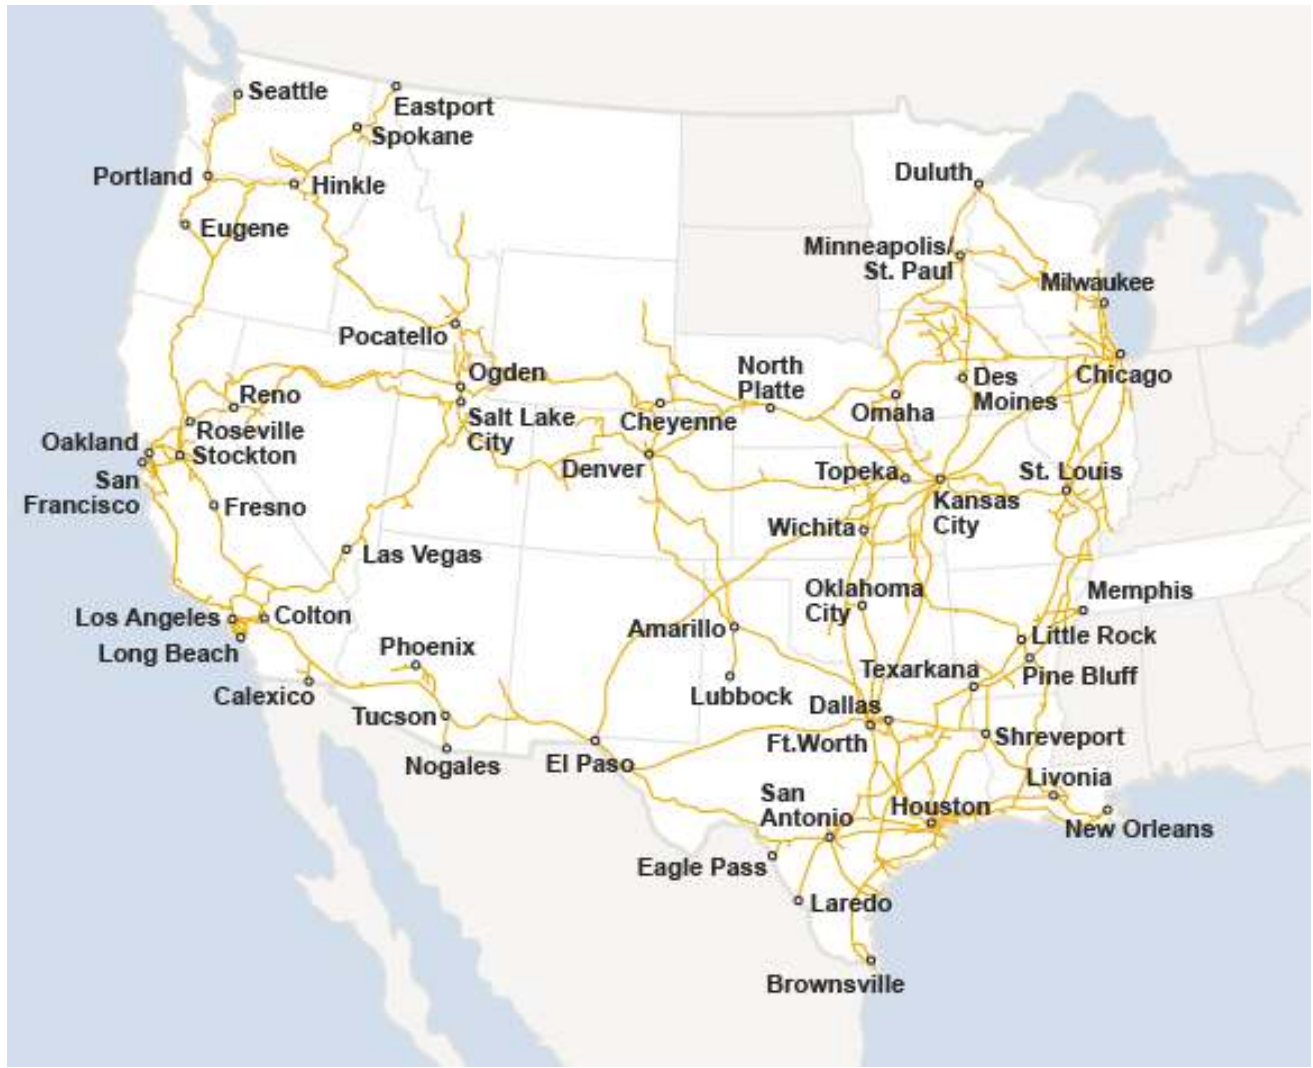 Seattle
Eastport
Spokane
Portland
Hinkle
Duluth
Eugene
Minneapolis/
St. Paul
Milwaukee
Pocatello
Ogden
North
Platte
Chicago
Des
Moines
Reno
Salt Lake
City
Cheyenne
Omaha
Roseville
Oakland
Stockton
San
Francisco
Denver
Topeka
St. Louis
Fresno
Kansas
City
Wichita
Las Vegas
Oklahoma
City
Memphis
Los Angeles
Colton
Amarillo
Little Rock
Long Beach
Phoenix
Texarkana
Pine Bluff
Calexico
Lubbock
Tucson
Dallas
Ft.Worth
Shreveport
Nogales
El Paso
Livonia
San
Antonio
Houston
New Orleans
Eagle Pass
Laredo
Brownsville